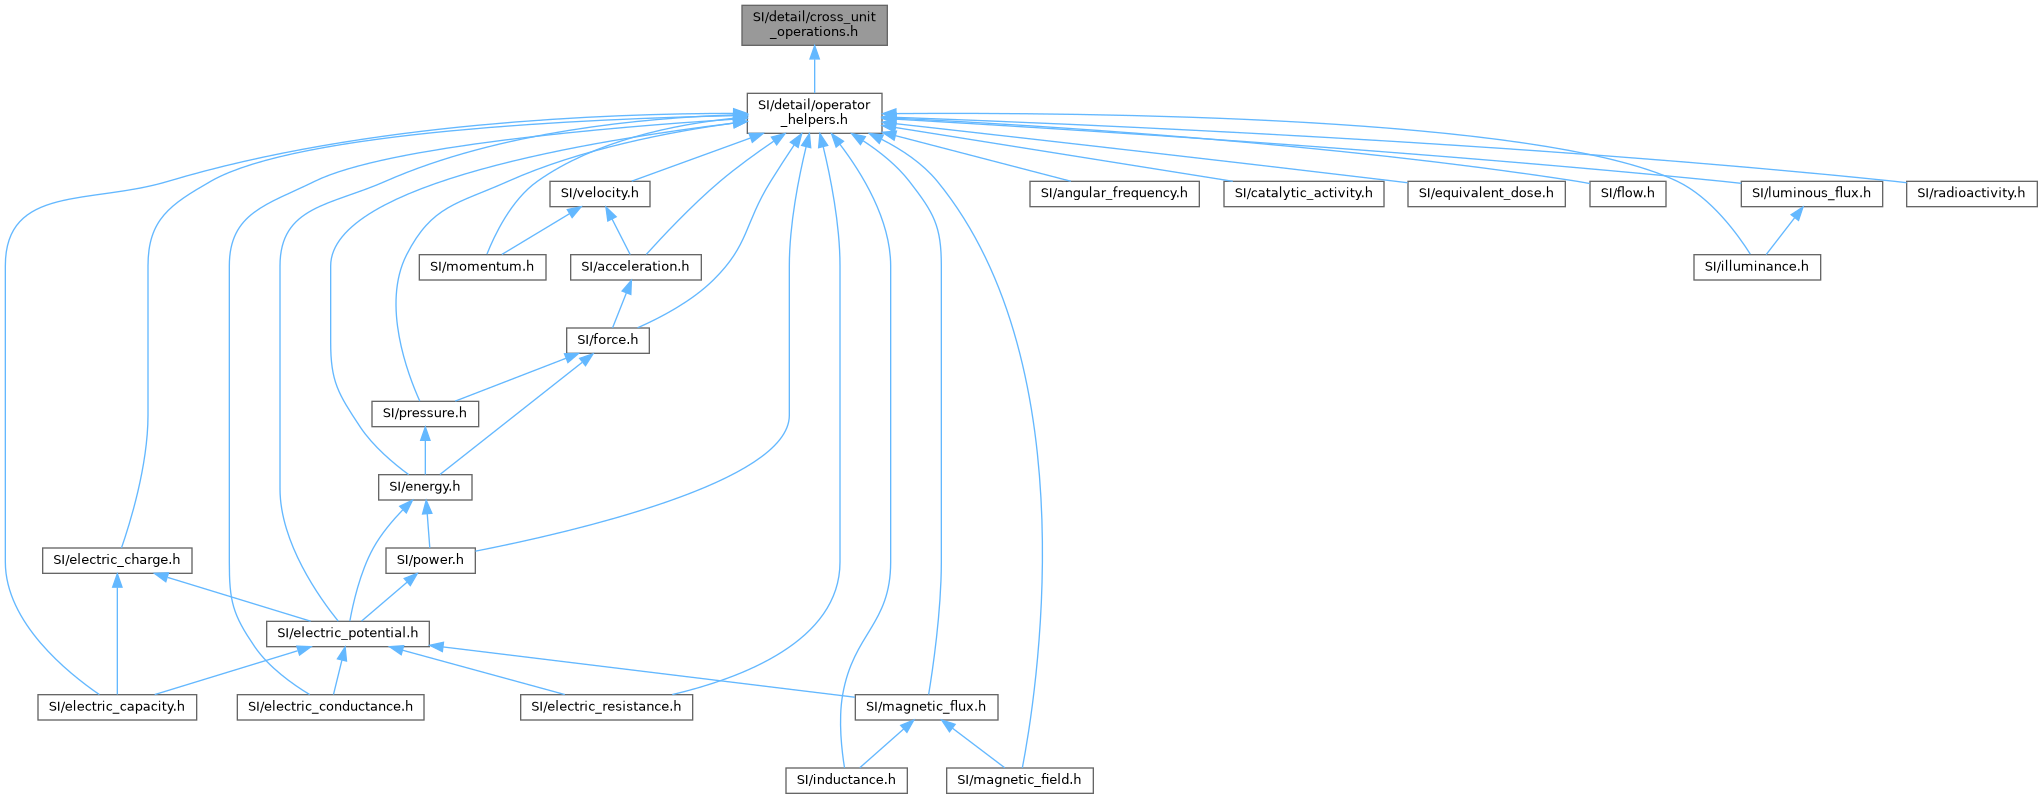 SI/detail/cross_unit
_operations.h
SI/detail/operator
_helpers.h
SI/velocity.h
SI/angular_frequency.h
SI/catalytic_activity.h
SI/equivalent_dose.h
SI/flow.h
SI/luminous_flux.h
SI/radioactivity.h
SI/momentum.h
SI/acceleration.h
SI/illuminance.h
SI/force.h
SI/pressure.h
SI/energy.h
SI/electric_charge.h
SI/power.h
SI/electric_potential.h
SI/electric_capacity.h
SI/electric_conductance.h
SI/electric_resistance.h
SI/magnetic_flux.h
SI/inductance.h
SI/magnetic_field.h